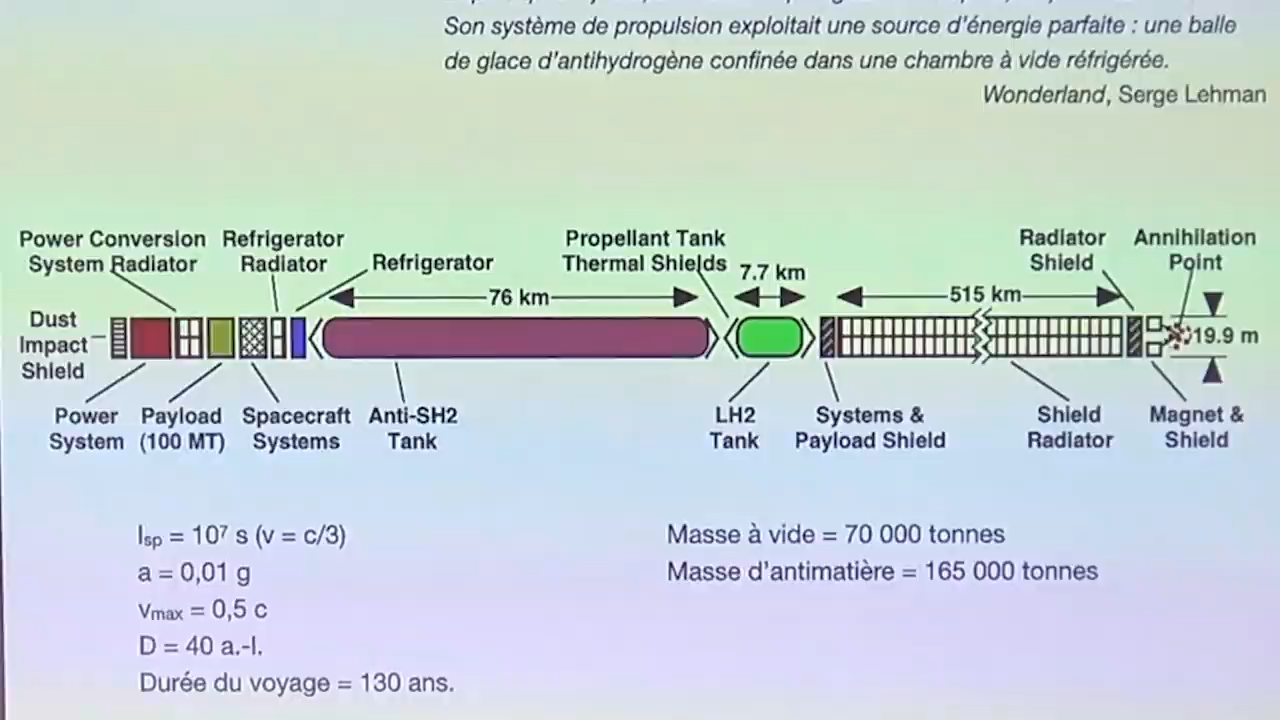 Son système de propulsion exploitait une source d'énergie parfaite : une balle
de glace d'antihydrogène confinée dans une chambre à vide réfrigérée.
Wonderland, Serge Lehman
Power Conversion
System Radiator
Refrigerator
Radiator
Refrigerator
Propellant Tank
Thermal Shields
7.7 km
Radiator
Shield
Annihilation
Point
76 km
515 km
Dust
Impact
Shield
19.9 m
Power
System
Payload
(100 MT)
Spacecraft
Systems
Anti-SH2
Tank
LH2
Tank
Systems &
Payload Shield
Shield
Radiator
Magnet &
Shield
Isp = 10⁷ s (v = c/3)
a = 0,01 g
vmax = 0,5 c
D = 40 a.-l.
Durée du voyage = 130 ans.
Masse à vide = 70 000 tonnes
Masse d'antimatière = 165 000 tonnes